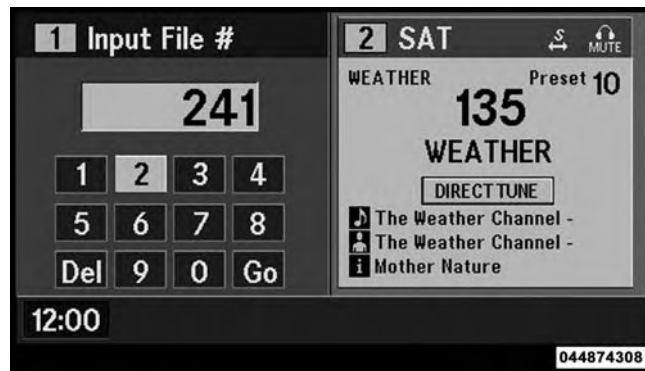 1 Input File #
241
1 2 3 4
5 6 7 8
Del 9 0 Go
2 SAT S MUTE
WEATHER Preset 10
135
WEATHER
DIRECT TUNE
The Weather Channel -
The Weather Channel -
i Mother Nature
12:00
044874308